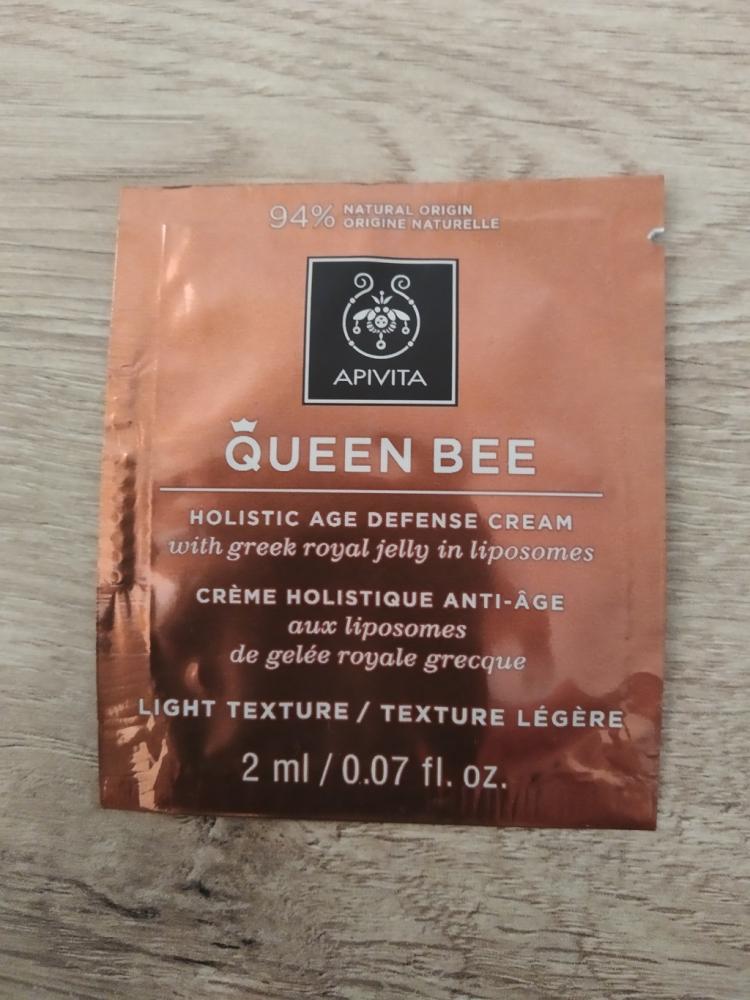 94% NATURAL ORIGIN
ORIGINE NATURELLE
APIVITA
QUEEN BEE
HOLISTIC AGE DEFENSE CREAM
with greek royal jelly in liposomes
CRÈME HOLISTIQUE ANTI-ÂGE
aux liposomes
de gelée royale grecque
LIGHT TEXTURE / TEXTURE LÉGÈRE
2 ml / 0.07 fl. oz.